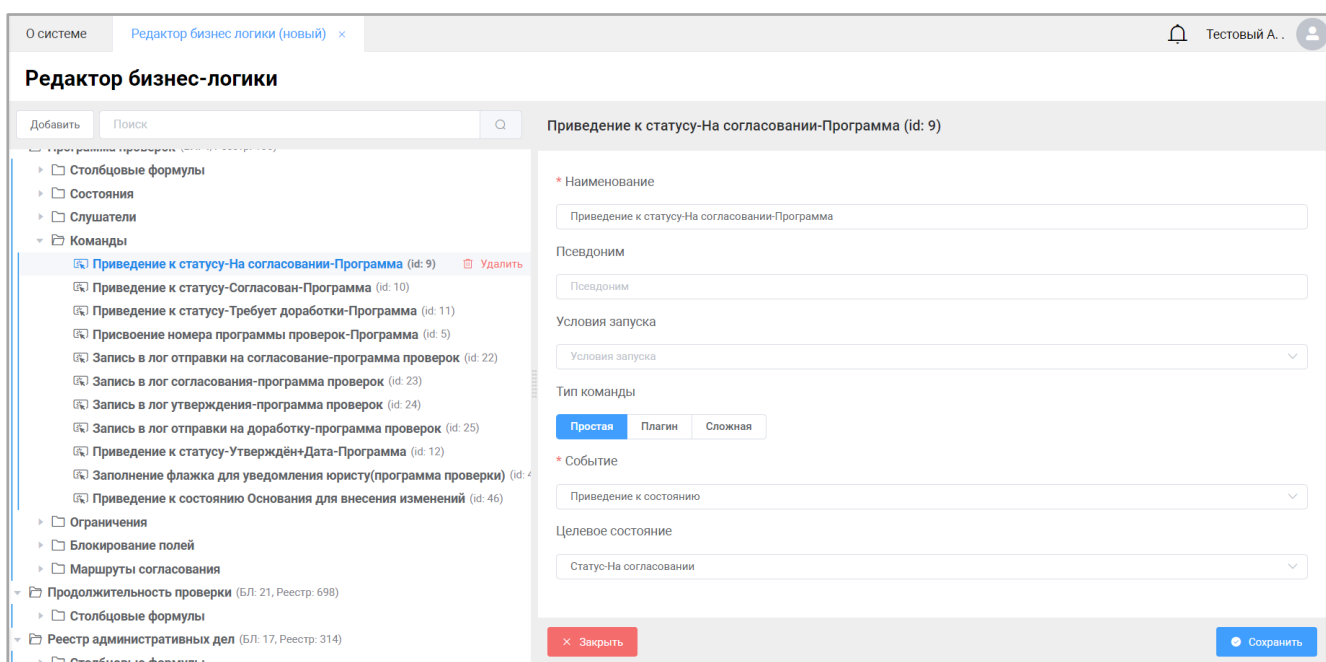 О системе
Редактор бизнес логики (новый) ×
Тестовый А. .
Редактор бизнес-логики
Добавить
Поиск
Программа проверок
Столбцовые формулы
Состояния
Слушатели
Команды
Приведение к статусу-На согласовании-Программа (id: 9) Удалить
Приведение к статусу-Согласован-Программа (id: 10)
Приведение к статусу-Требует доработки-Программа (id: 11)
Присвоение номера программы проверок-Программа (id: 5)
Запись в лог отправки на согласование-программа проверок (id: 22)
Запись в лог согласования-программа проверок (id: 23)
Запись в лог утверждения-программа проверок (id: 24)
Запись в лог отправки на доработку-программа проверок (id: 25)
Приведение к статусу-Утверждён+Дата-Программа (id: 12)
Заполнение флажка для уведомления юристу(программа проверки) (id:
Приведение к состоянию Основания для внесения изменений (id: 46)
Ограничения
Блокирование полей
Маршруты согласования
Продолжительность проверки (БЛ: 21, Реестр: 698)
Столбцовые формулы
Реестр административных дел (БЛ: 17, Реестр: 314)
Столбцовые формулы
Приведение к статусу-На согласовании-Программа (id: 9)
* Наименование
Приведение к статусу-На согласовании-Программа
Псевдоним
Псевдоним
Условия запуска
Условия запуска
Тип команды
Простая Плагин Сложная
* Событие
Приведение к состоянию
Целевое состояние
Статус-На согласовании
× Закрыть
Сохранить